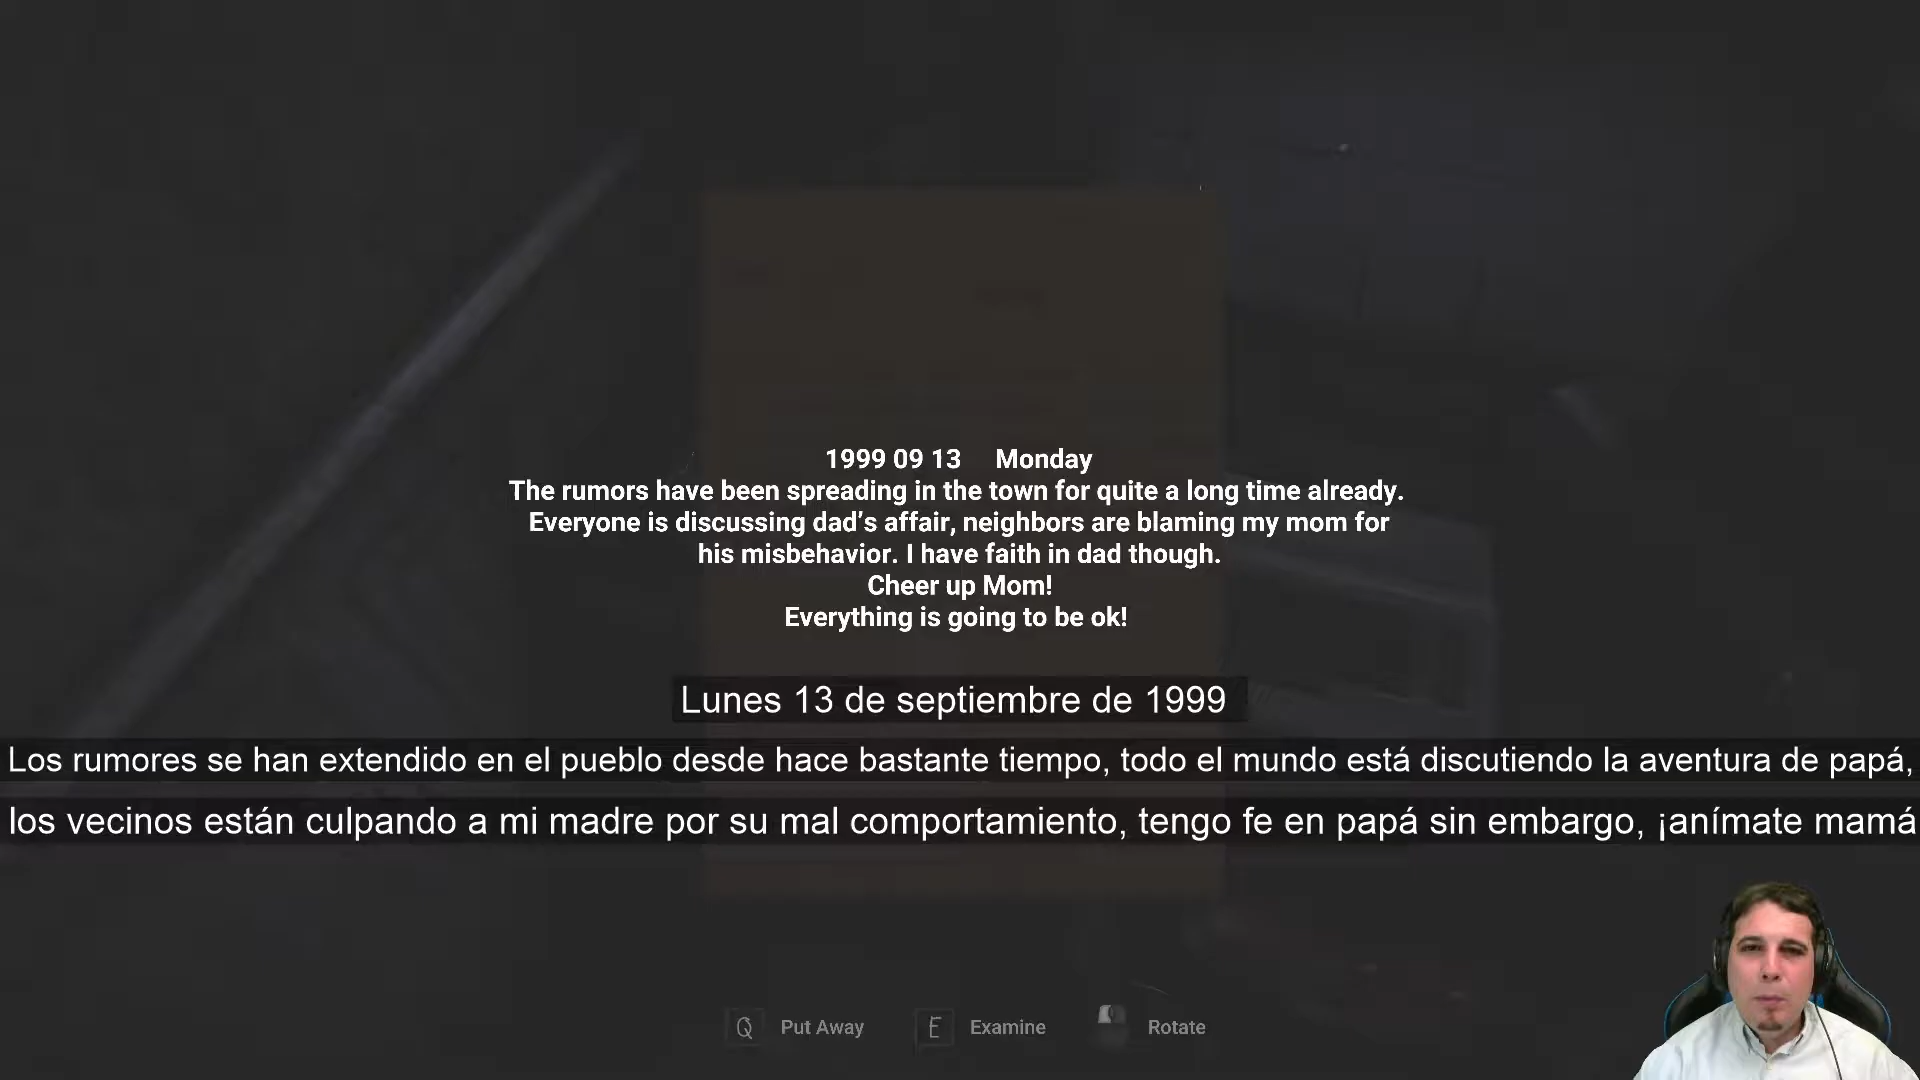 1999 09 13 Monday
The rumors have been spreading in the town for quite a long time already.
Everyone is discussing dad's affair, neighbors are blaming my mom for
his misbehavior. I have faith in dad though.
Cheer up Mom!
Everything is going to be ok!
Lunes 13 de septiembre de 1999
Los rumores se han extendido en el pueblo desde hace bastante tiempo, todo el mundo está discutiendo la aventura de papá,
los vecinos están culpando a mi madre por su mal comportamiento, tengo fe en papá sin embargo, ¡anímate mamá
Q Put Away E Examine Rotate